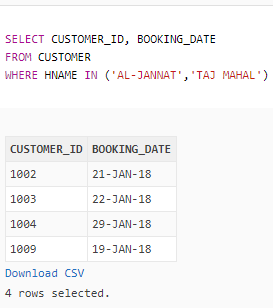 SELECT CUSTOMER_ID, BOOKING_DATE
FROM CUSTOMER
WHERE HNAME IN ('AL-JANNAT','TAJ MAHAL')
CUSTOMER_ID BOOKING_DATE
1002 21-JAN-18
1003 22-JAN-18
1004 29-JAN-18
1009 19-JAN-18
Download CSV
4 rows selected.